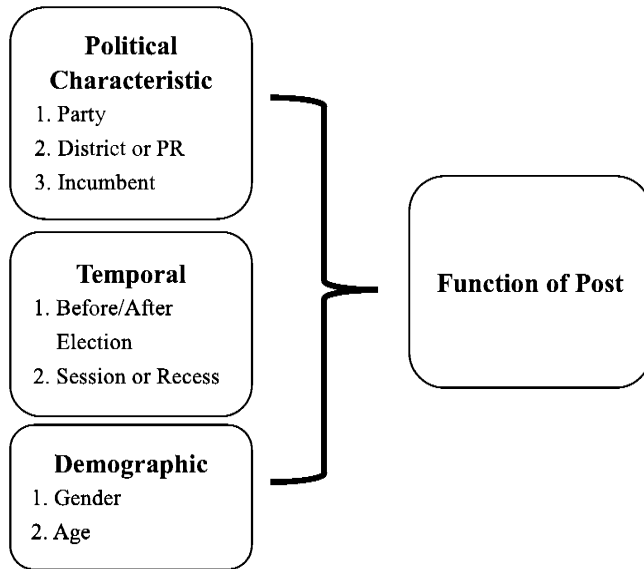 Political
Characteristic
1. Party
2. District or PR
3. Incumbent
Temporal
1. Before/After
Election
2. Session or Recess
Demographic
1. Gender
2. Age
Function of Post